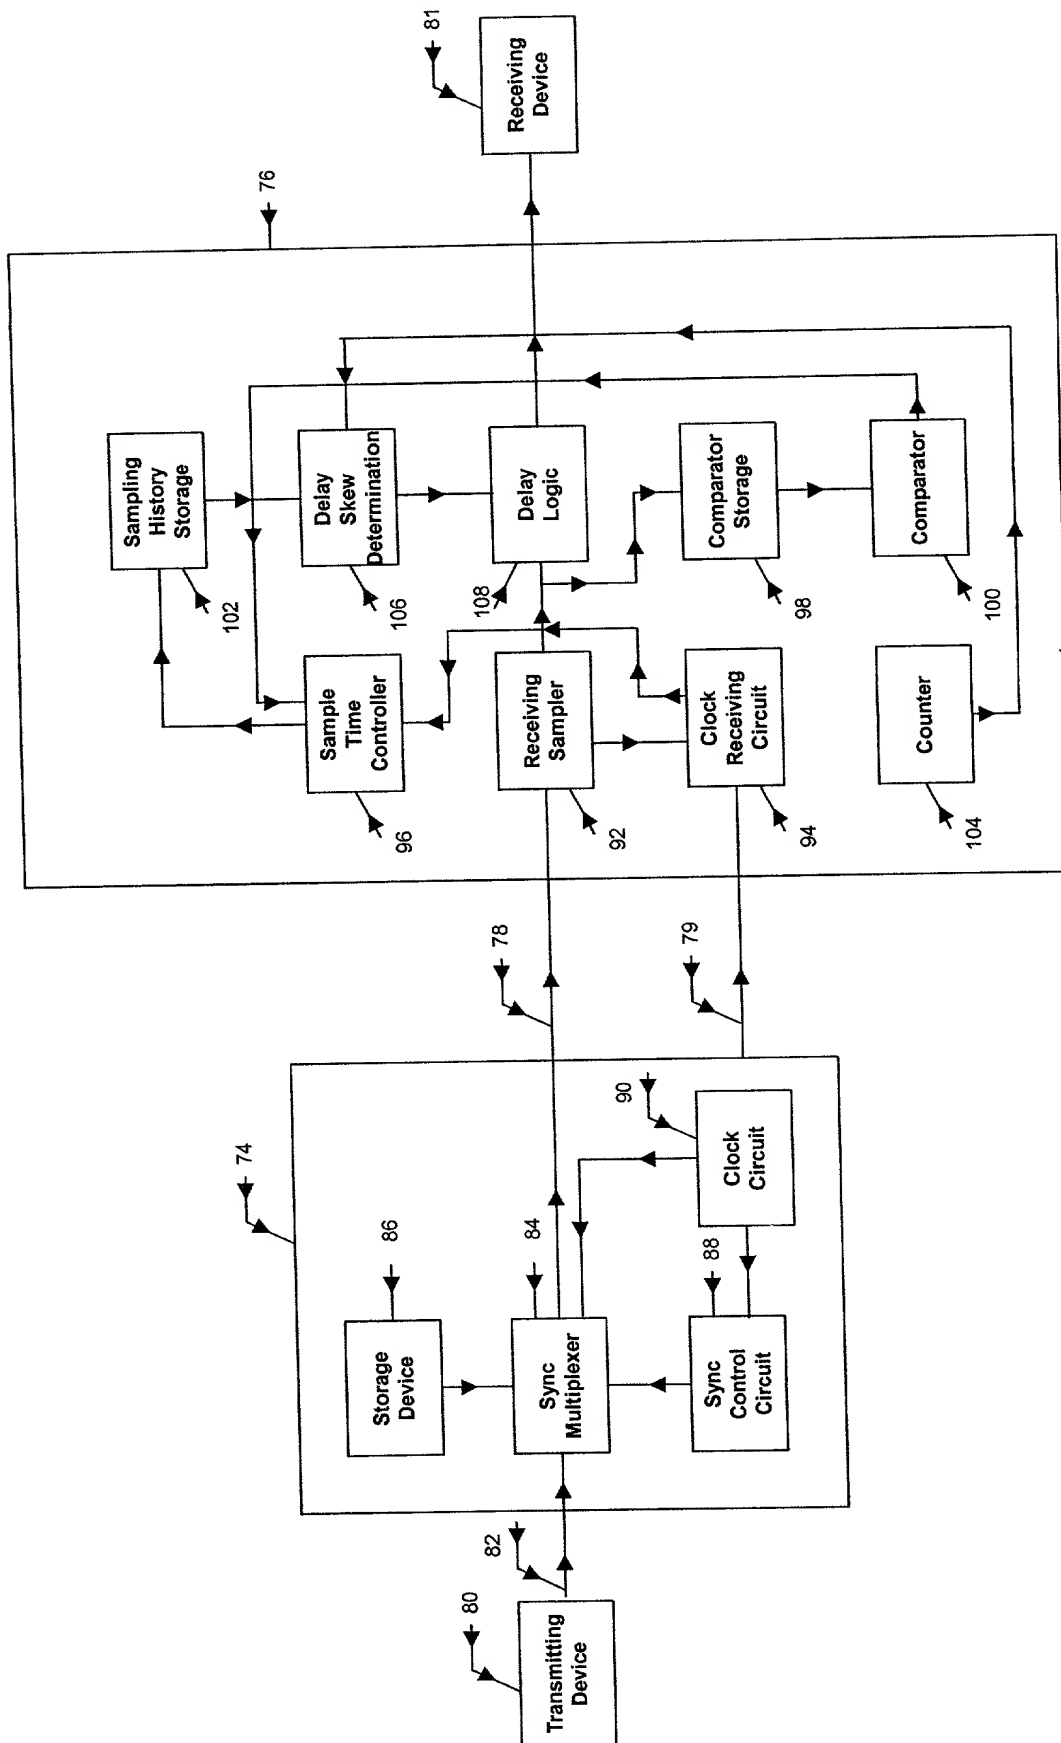 80
Transmitting
Device
82
74
86
Storage
Device
84
Sync
Multiplexer
88
Sync
Control
Circuit
90
Clock
Circuit
78
79
76
96
Sample
Time
Controller
92
Receiving
Sampler
94
Clock
Receiving
Circuit
104
Counter
102
Sampling
History
Storage
106
Delay
Skew
Determination
108
Delay
Logic
98
Comparator
Storage
100
Comparator
81
Receiving
Device